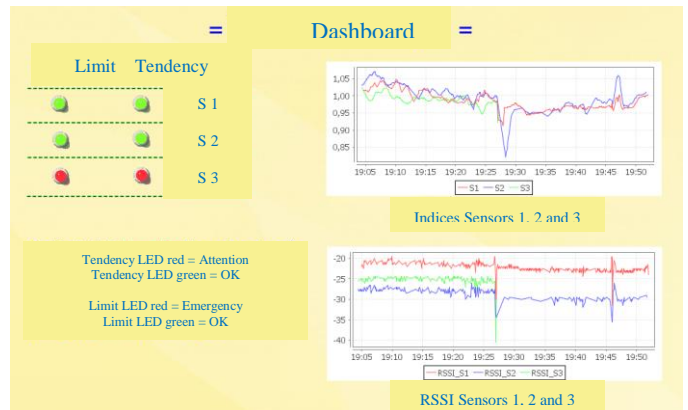 = Dashboard =
Limit Tendency
S 1
S 2
S 3
Tendency LED red = Attention
Tendency LED green = OK
Limit LED red = Emergency
Limit LED green = OK
1,05
1,00
0,95
0,90
0,85
19:05 19:10 19:15 19:20 19:25 19:30 19:35 19:40 19:45 19:50
S1 S2 S3
Indices Sensors 1, 2 and 3
-20
-25
-30
-35
-40
19:05 19:10 19:15 19:20 19:25 19:30 19:35 19:40 19:45 19:50
RSSI_S1 RSSI_S2 RSSI_S3
RSSI Sensors 1, 2 and 3